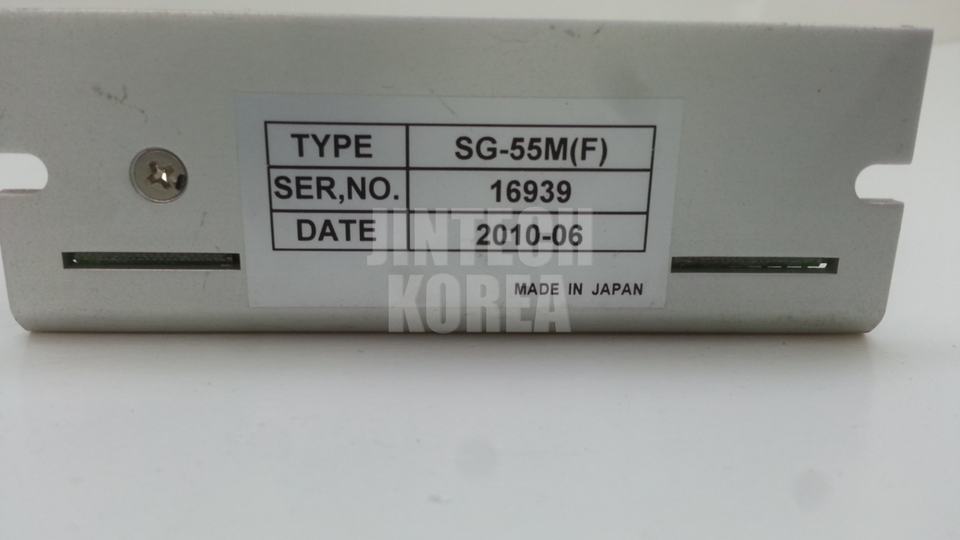 TYPE SG-55M(F)
SER,NO. 16939
DATE 2010-06
MADE IN JAPAN
JINTECH
KOREA